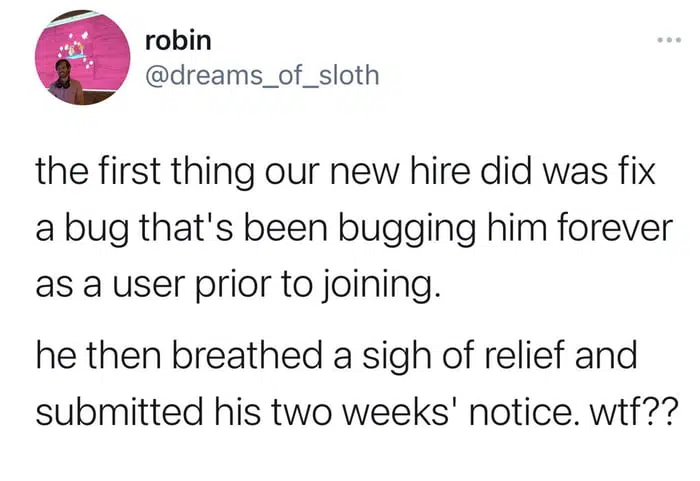 robin
@dreams_of_sloth
the first thing our new hire did was fix
a bug that's been bugging him forever
as a user prior to joining.
he then breathed a sigh of relief and
submitted his two weeks' notice. wtf??